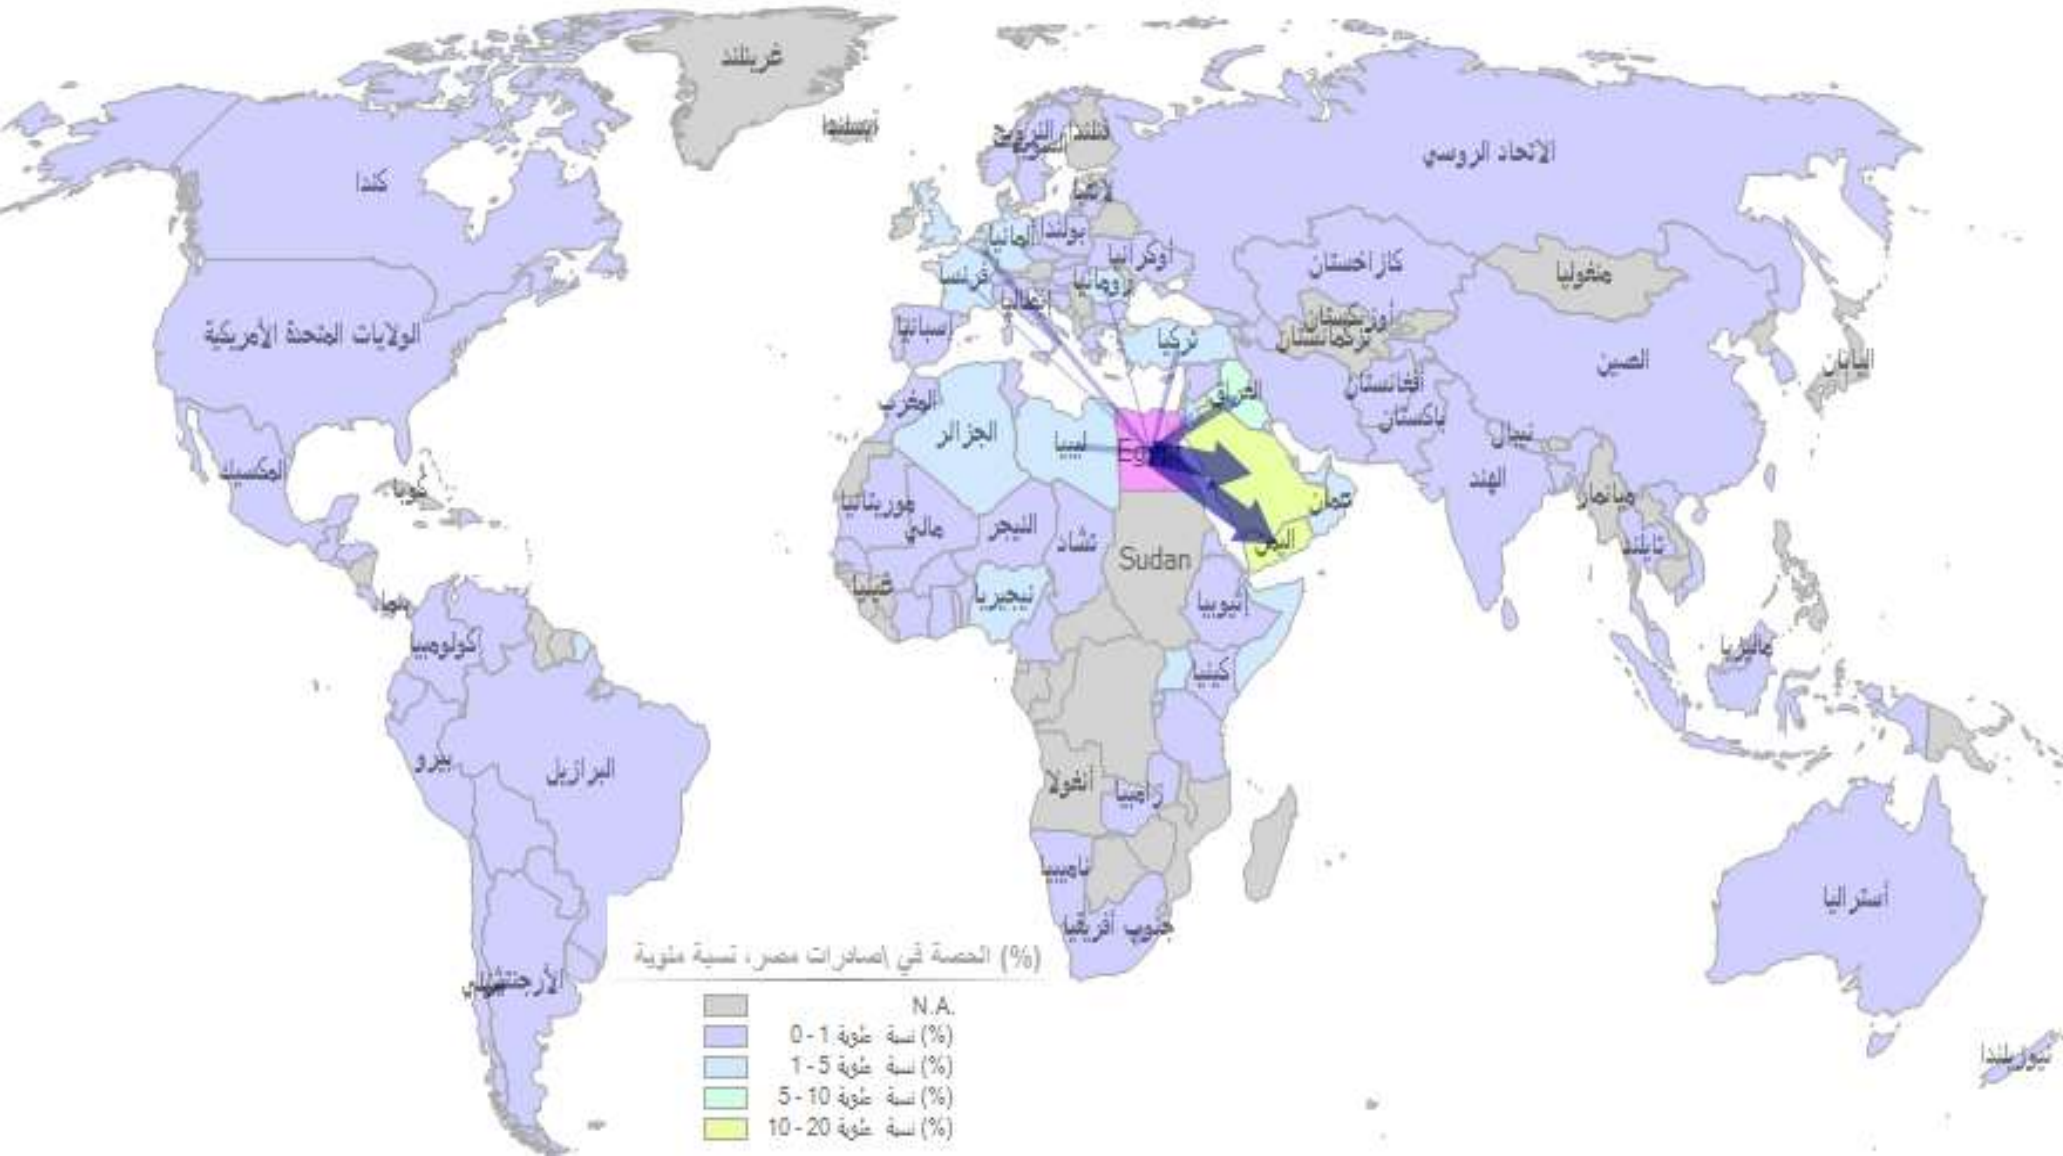 غرينلند
آيسلندا
كندا
الولايات المتحدة الأمريكية
المكسيك
كوبا
بنما
كولومبيا
بيرو
البرازيل
النرويج
فنلندا
لاتفيا
ألمانيا
بولندا
أوكرانيا
فرنسا
رومانيا
إيطاليا
إسبانيا
تركيا
الاتحاد الروسي
كازاخستان
منغوليا
أوزبكستان
تركمانستان
أفغانستان
باكستان
الصين
اليابان
نيبال
الهند
ميانمار
تايلند
ماليزيا
المغرب
الجزائر
ليبيا
العراق
عمان
اليمن
موريتانيا
مالي
النيجر
تشاد
Sudan
غينيا
نيجيريا
إثيوبيا
كينيا
أنغولا
زامبيا
ناميبيا
جنوب أفريقيا
الأرجنتين
أستراليا
نيوزيلندا
(%) الحصة في \صادرات مصر، نسبة مئوية
N.A.
(%) نسبة مئوية 1 - 0
(%) نسبة مئوية 5 - 1
(%) نسبة مئوية 10 - 5
(%) نسبة مئوية 20 - 10